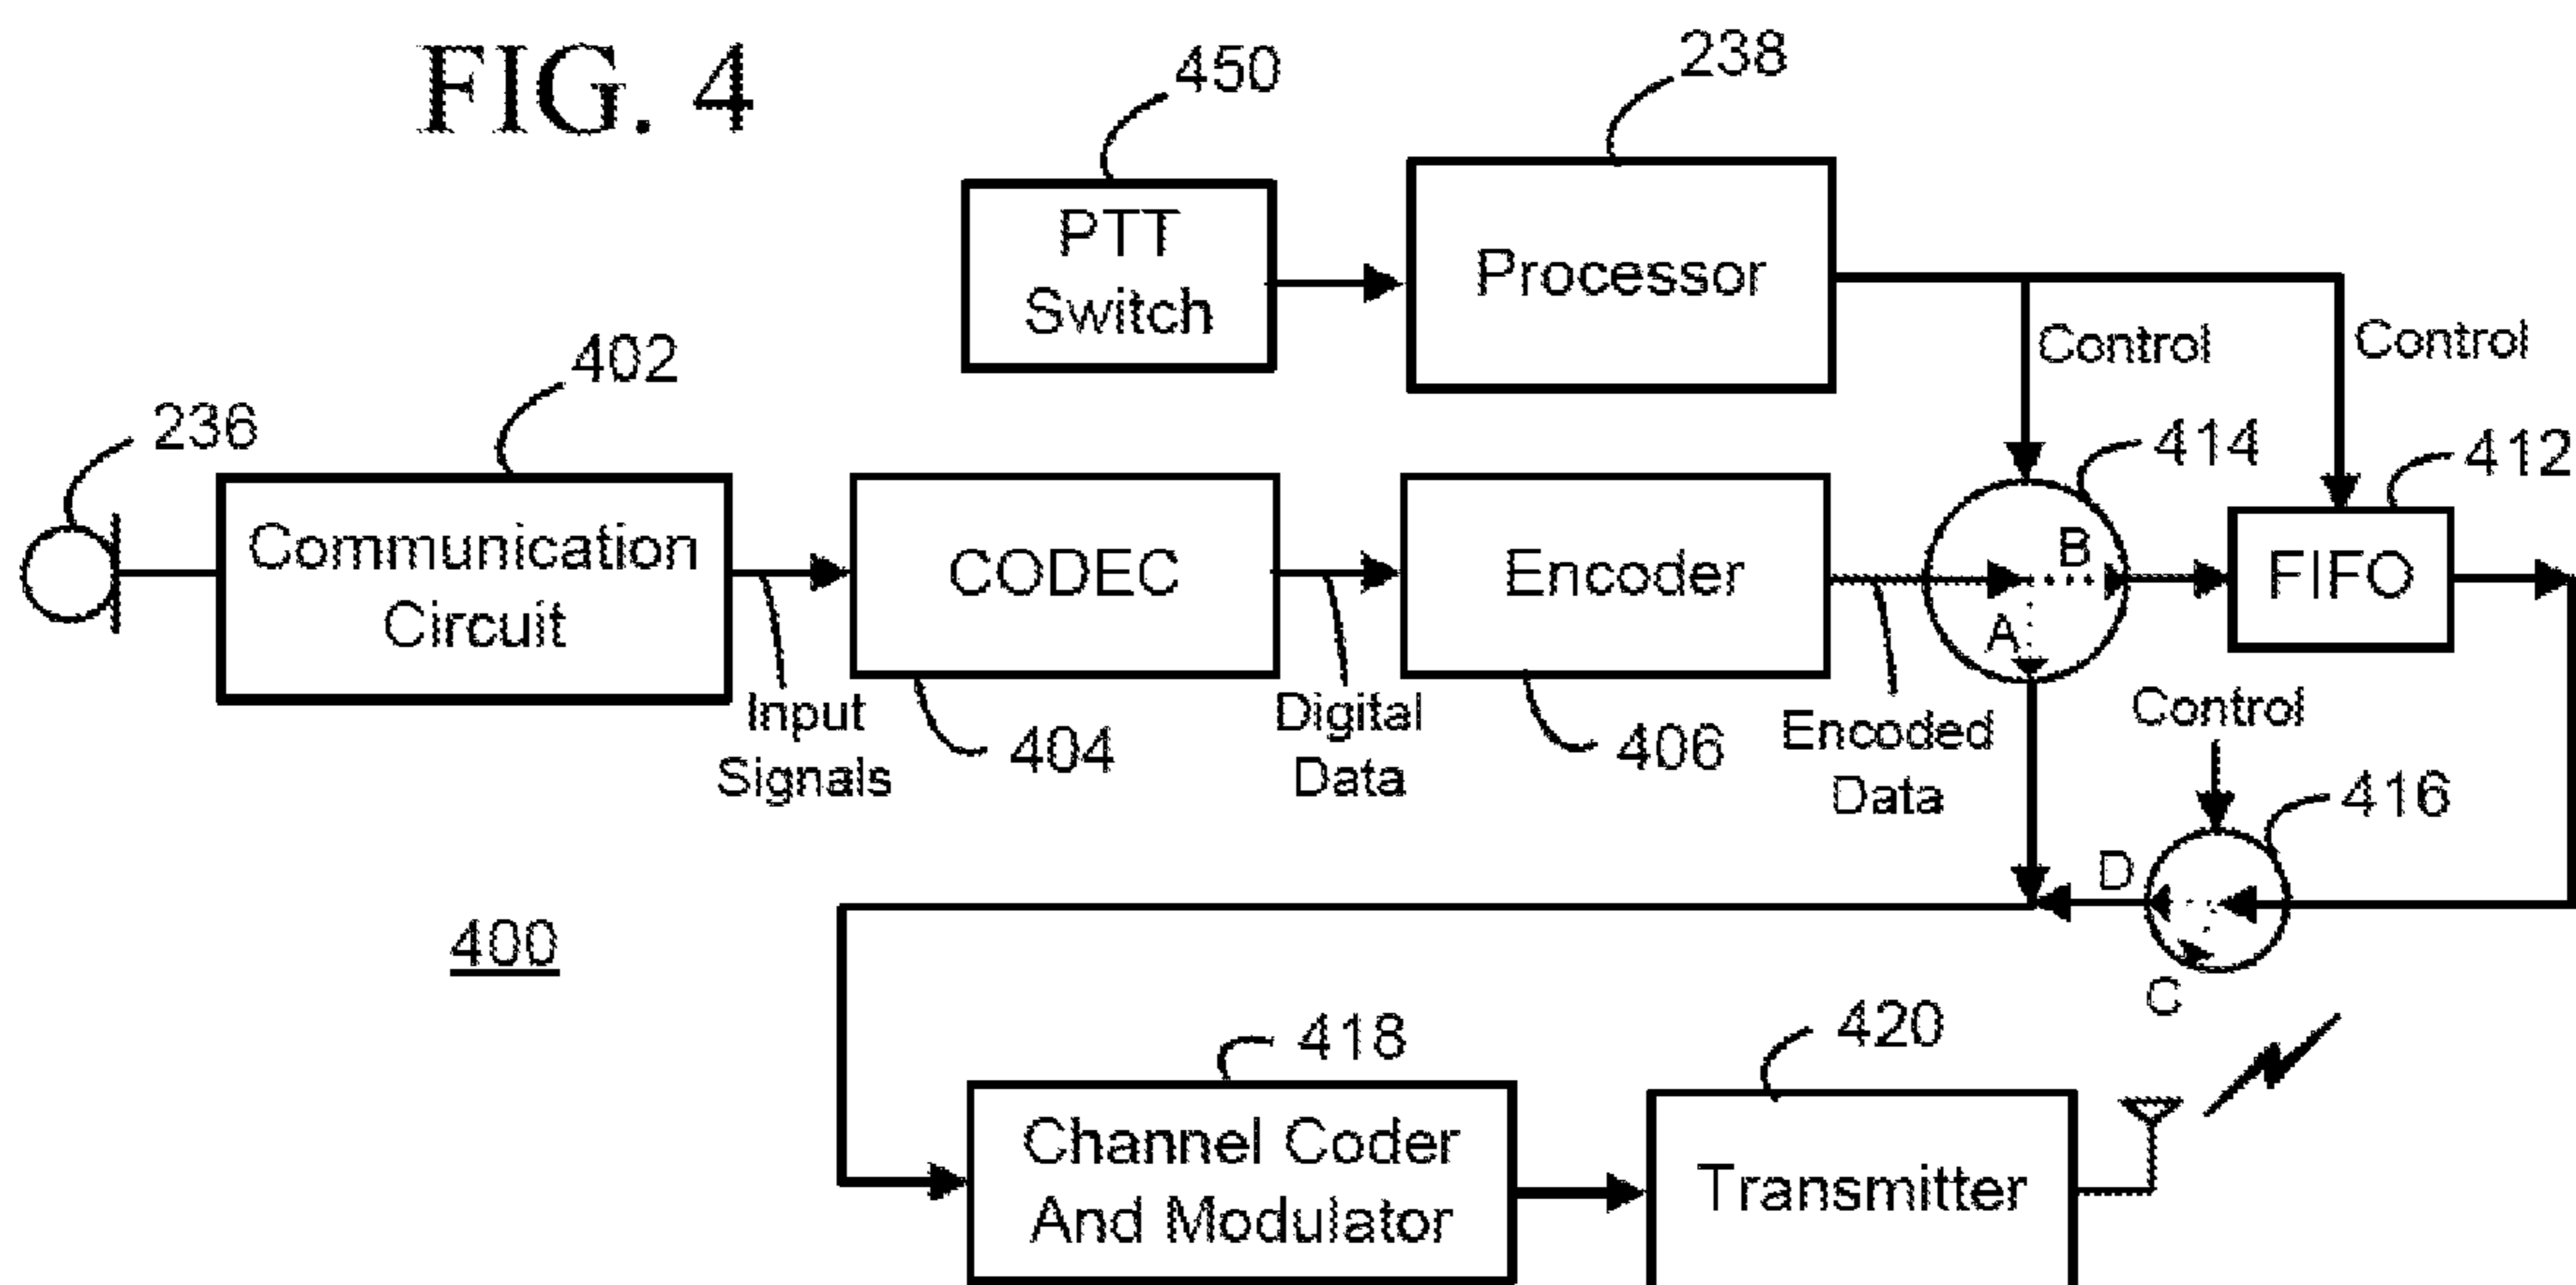 FIG. 4
450
238
PTT
Switch
Processor
Control
Control
402
236
414
412
Communication
Circuit
CODEC
Encoder
B
A
FIFO
Input
Signals
404
Digital
Data
406
Encoded
Data
Control
416
D
C
400
418
420
Channel Coder
And Modulator
Transmitter